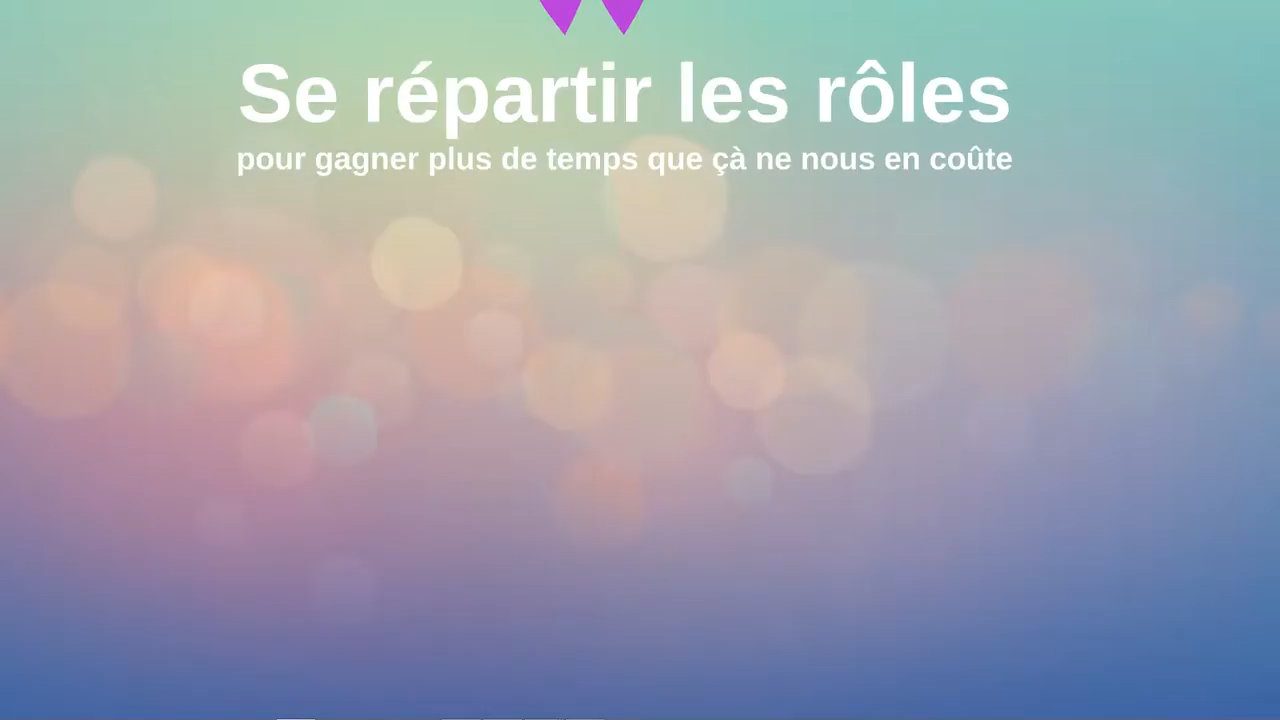 Se répartir les rôles
pour gagner plus de temps que çà ne nous en coûte